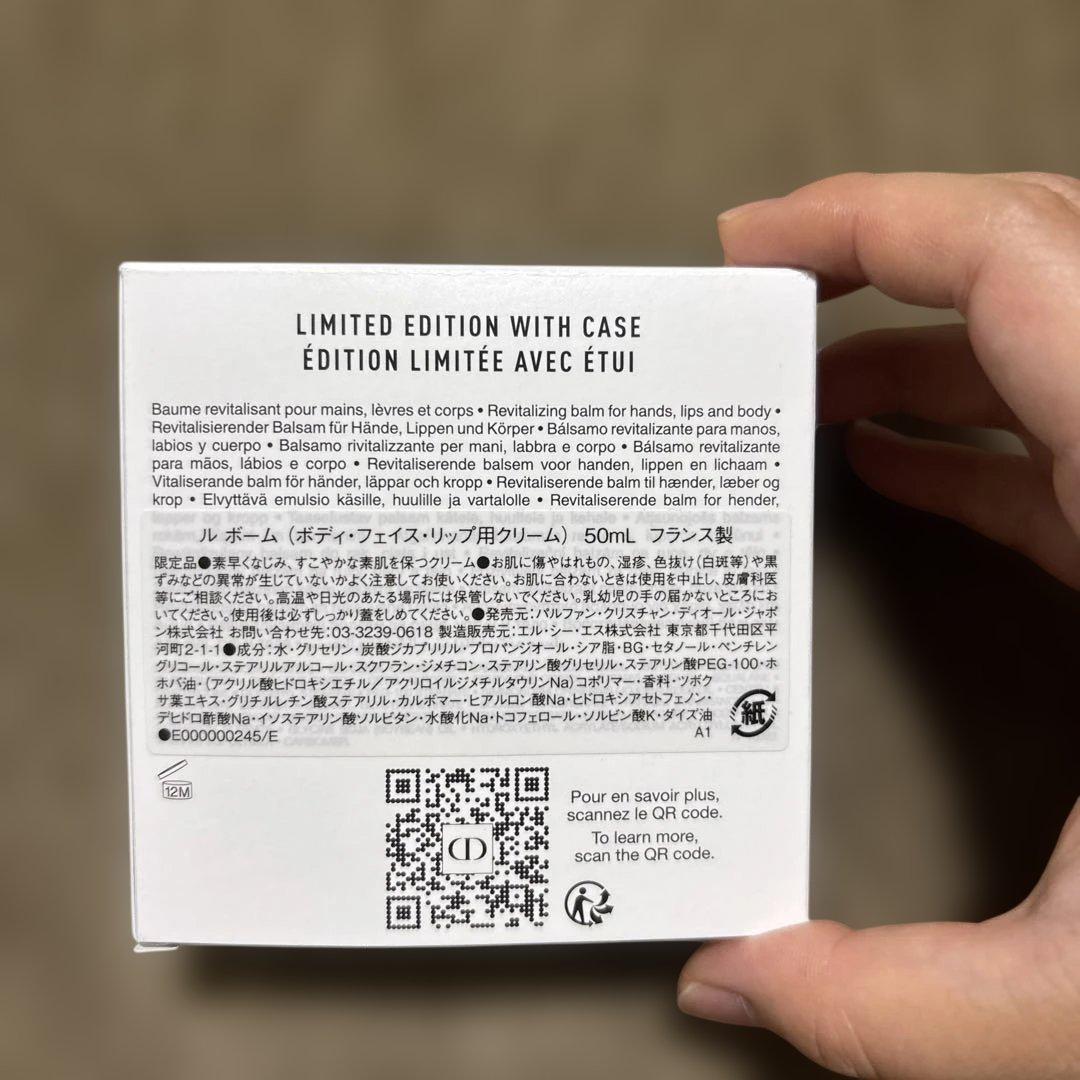 LIMITED EDITION WITH CASE
ÉDITION LIMITÉE AVEC ÉTUI
Baume revitalisant pour mains, lèvres et corps • Revitalizing balm for hands, lips and body •
Revitalisierender Balsam für Hände, Lippen und Körper • Bálsamo revitalizante para manos,
labios y cuerpo • Balsamo rivitalizzante per mani, labbra e corpo • Bálsamo revitalizante
para mãos, lábios e corpo • Revitaliserende balsem voor handen, lippen en lichaam •
Vitaliserande balm för händer, läppar och kropp • Revitaliserende balm til hænder, læber og
krop • Elvyttävä emulsio käsille, huulille ja vartalolle • Revitaliserende balm for hender,
ル ボーム（ボディ・フェイス・リップ用クリーム） 50mL フランス製
限定品●素早くなじみ、すこやかな素肌を保つクリーム●お肌に傷やはれもの、湿疹、色抜け(白斑等)や黒
ずみなどの異常が生じていないかよく注意してお使いください。お肌に合わないときは使用を中止し、皮膚科医
等にご相談ください。高温や日光のあたる場所には保管しないでください。乳幼児の手の届かないところにお
いてください。使用後は必ずしっかり蓋をしめてください。●発売元：パルファン・クリスチャン・ディオール・ジャポ
ン株式会社 お問い合わせ先：03-3239-0618 製造販売元：エル・シー・エス株式会社 東京都千代田区平
河町2-1-1●成分：水・グリセリン・炭酸ジカプリリル・プロパンジオール・シア脂・BG・セタノール・ペンチレン
グリコール・ステアリルアルコール・スクワラン・ジメチコン・ステアリン酸グリセリル・ステアリン酸PEG-100・ホ
ホバ油・(アクリル酸ヒドロキシエチル／アクリロイルジメチルタウリンNa)コポリマー・香料・ツボク
サ葉エキス・グリチルレチン酸ステアリル・カルボマー・ヒアルロン酸Na・ヒドロキシアセトフェノン・
デヒドロ酢酸Na・イソステアリン酸ソルビタン・水酸化Na・トコフェロール・ソルビン酸K・ダイズ油
●E000000245/E
A1
紙
12M
CD
Pour en savoir plus,
scannez le QR code.
To learn more,
scan the QR code.